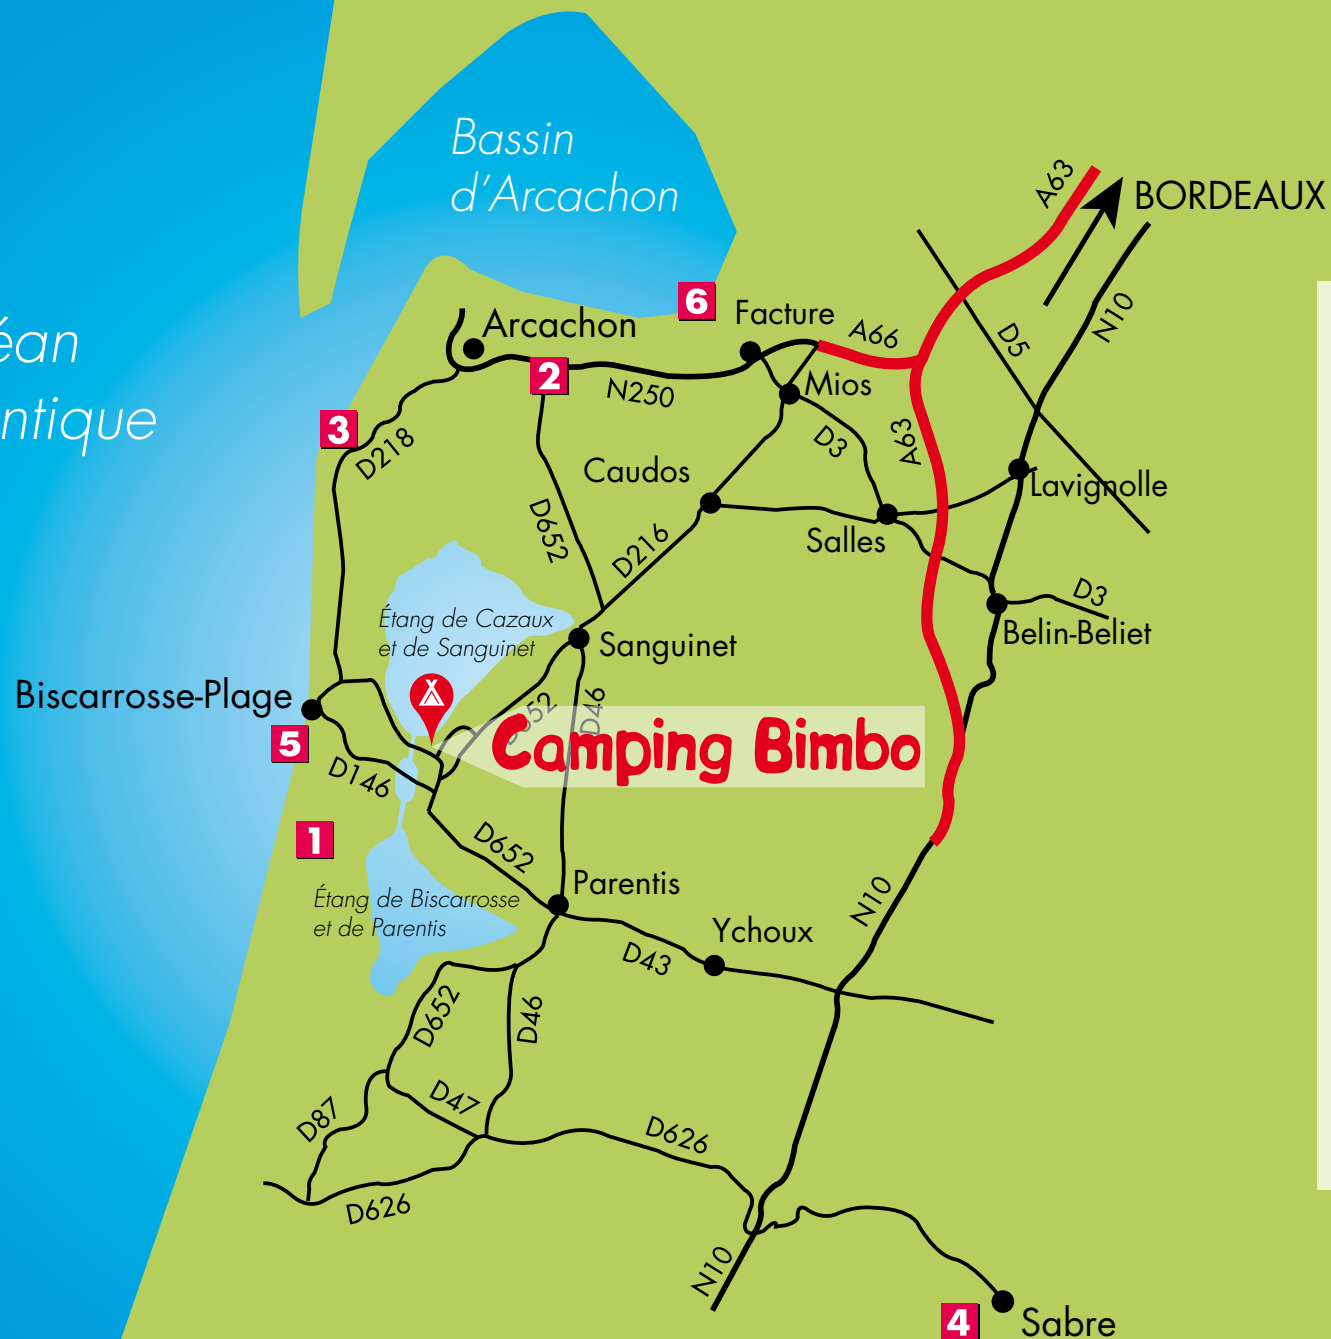 Bassin
d'Arcachon
A63
BORDEAUX
6
Facture
N10
Arcachon
A66
D5
éan
2
N250
Mios
ntique
3
D218
D3
A63
Caudos
Lavignolle
D652
D216
Salles
Étang de Cazaux
et de Sanguinet
Sanguinet
D3
Belin-Beliet
Biscarrosse-Plage
D652
D46
5
Camping Bimbo
D146
1
D652
Parentis
Étang de Biscarrosse
et de Parentis
N10
Ychoux
D43
D652
D46
D47
D87
D626
D626
N10
4
Sabre